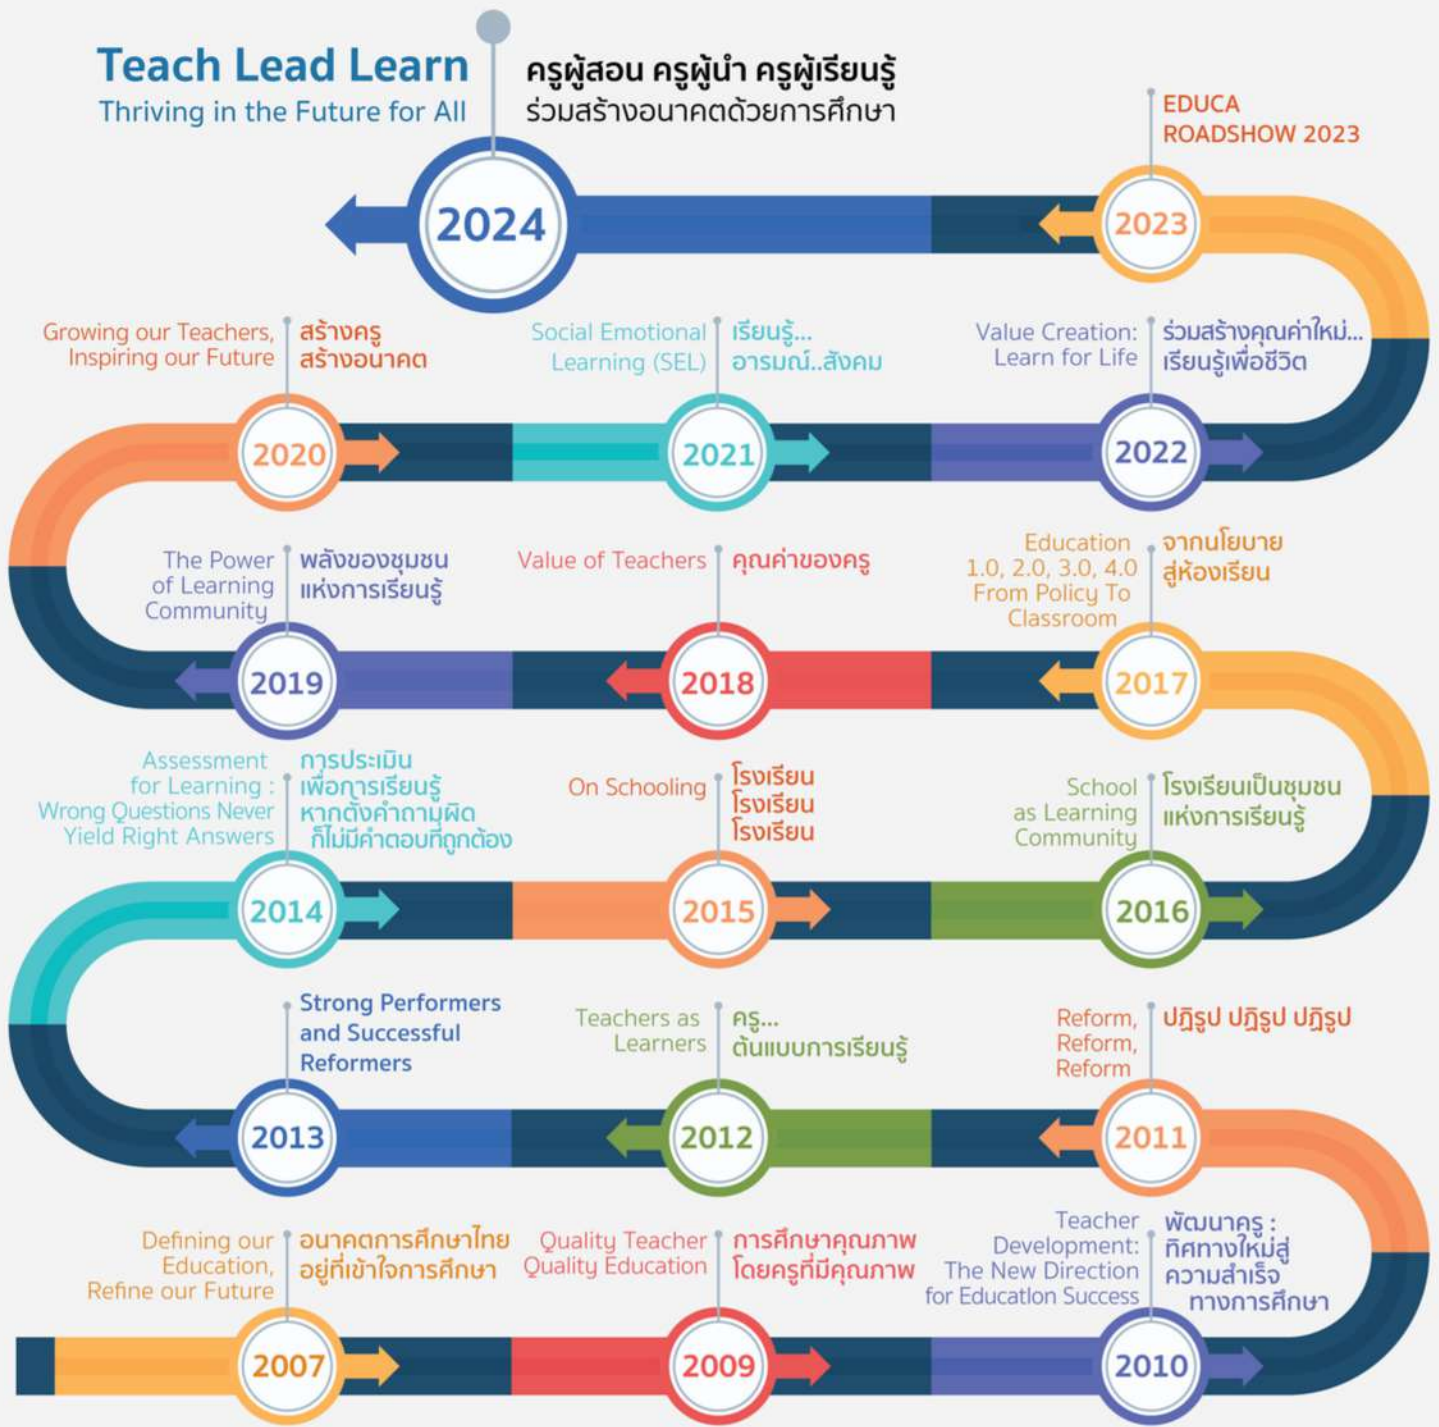 Teach Lead Learn
Thriving in the Future for All
ครูผู้สอน ครูผู้นำ ครูผู้เรียนรู้
ร่วมสร้างอนาคตด้วยการศึกษา
2024
EDUCA
ROADSHOW 2023
2023
Growing our Teachers,
Inspiring our Future
สร้างครู
สร้างอนาคต
2020
Social Emotional
Learning (SEL)
เรียนรู้...
อารมณ์..สังคม
2021
Value Creation:
Learn for Life
ร่วมสร้างคุณค่าใหม่...
เรียนรู้เพื่อชีวิต
2022
The Power
of Learning
Community
พลังของชุมชน
แห่งการเรียนรู้
2019
Value of Teachers
คุณค่าของครู
2018
Education
1.0, 2.0, 3.0, 4.0
From Policy To
Classroom
จากนโยบาย
สู่ห้องเรียน
2017
Assessment
for Learning :
Wrong Questions Never
Yield Right Answers
การประเมิน
เพื่อการเรียนรู้
หากตั้งคำถามผิด
ก็ไม่มีคำตอบที่ถูกต้อง
2014
On Schooling
โรงเรียน
โรงเรียน
โรงเรียน
2015
School
as Learning
Community
โรงเรียนเป็นชุมชน
แห่งการเรียนรู้
2016
Strong Performers
and Successful
Reformers
2013
Teachers as
Learners
ครู...
ต้นแบบการเรียนรู้
2012
Reform,
Reform,
Reform
ปฏิรูป ปฏิรูป ปฏิรูป
2011
Defining our
Education,
Refine our Future
อนาคตการศึกษาไทย
อยู่ที่เข้าใจการศึกษา
2007
Quality Teacher
Quality Education
การศึกษาคุณภาพ
โดยครูที่มีคุณภาพ
2009
Teacher
Development:
The New Direction
for Education Success
พัฒนาครู :
ทิศทางใหม่สู่
ความสำเร็จ
ทางการศึกษา
2010